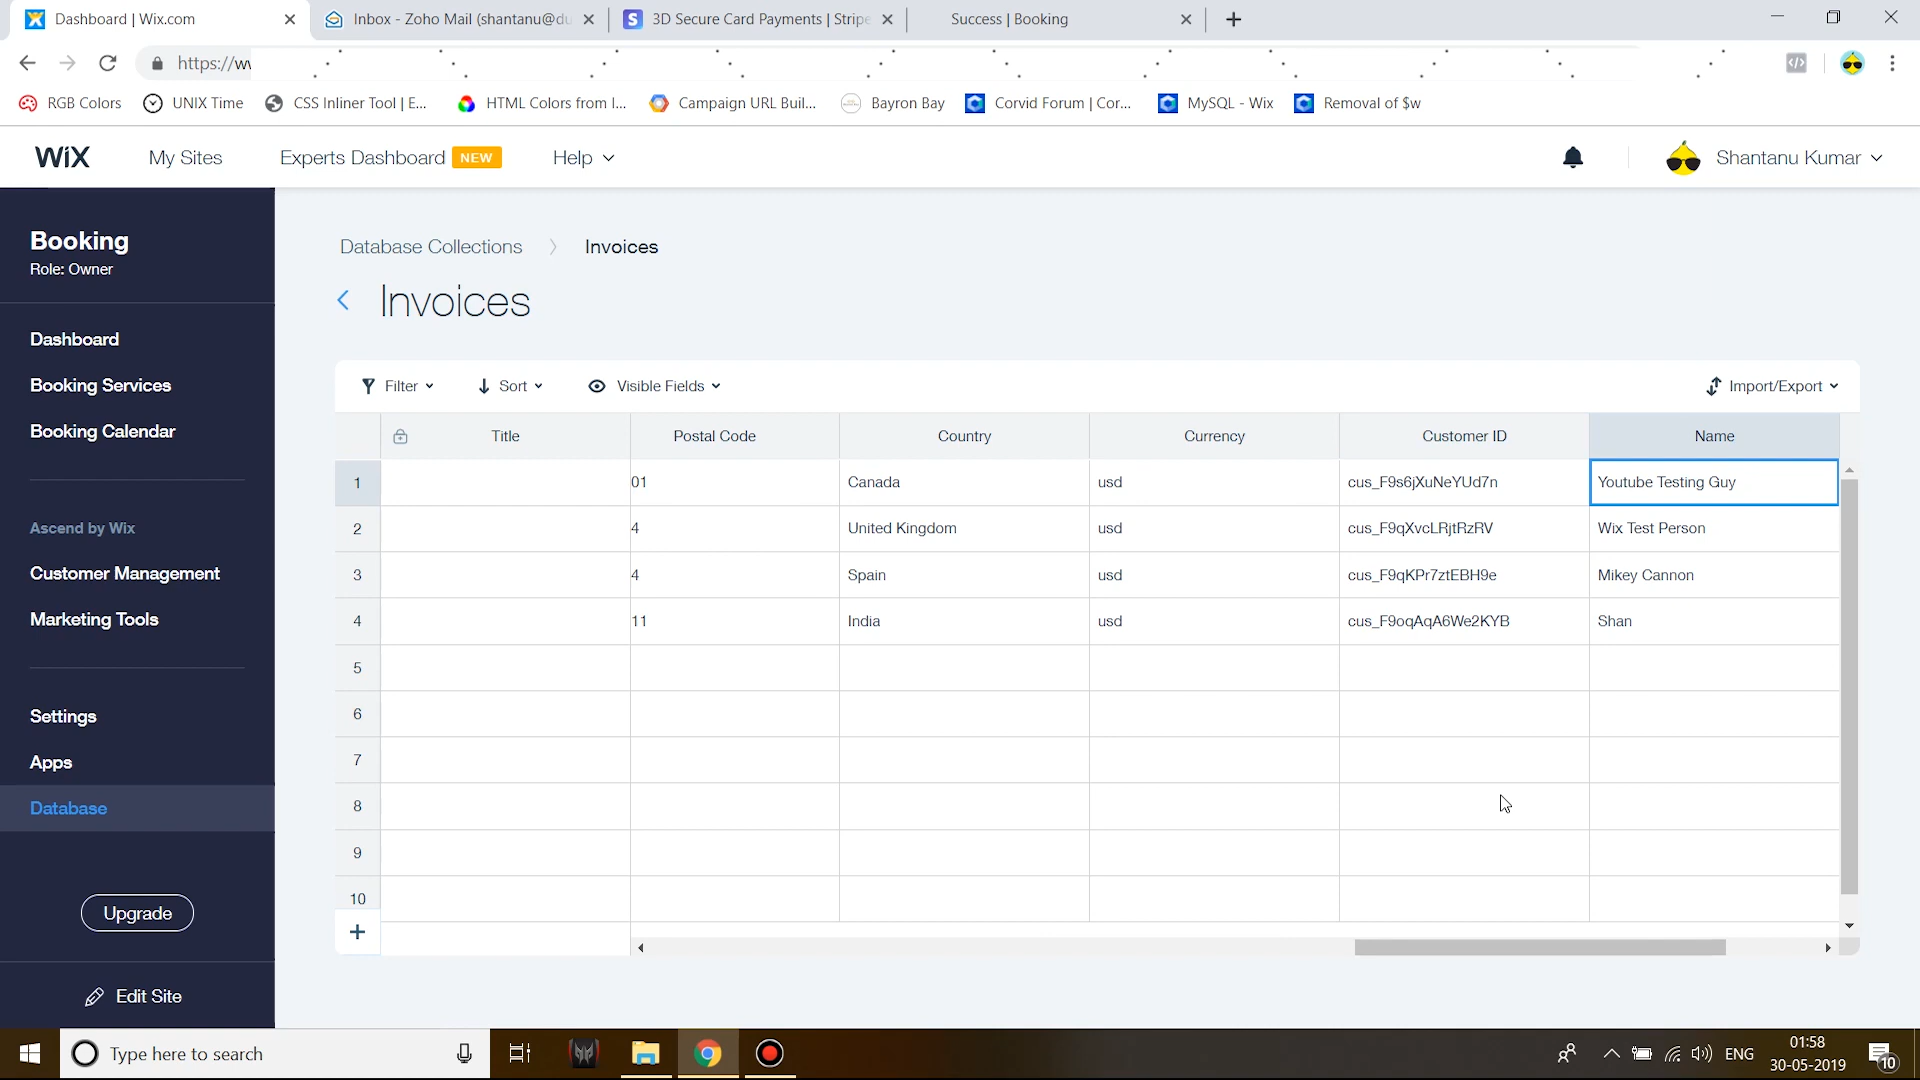 Dashboard | Wix.com
Inbox - Zoho Mail (shantanu@du
3D Secure Card Payments | Stripe
Success | Booking
https://w
RGB Colors
UNIX Time
CSS Inliner Tool | E...
HTML Colors from I...
Campaign URL Buil...
Bayron Bay
Corvid Forum | Cor...
MySQL - Wix
Removal of $w
WiX
My Sites
Experts Dashboard NEW
Help
Shantanu Kumar
Booking
Role: Owner
Dashboard
Booking Services
Booking Calendar
Ascend by Wix
Customer Management
Marketing Tools
Settings
Apps
Database
Upgrade
Edit Site
Database Collections
Invoices
Invoices
Filter
Sort
Visible Fields
Import/Export
Title Postal Code Country Currency Customer ID Name
1 01 Canada usd cus_F9s6jXuNeYUd7n Youtube Testing Guy
2 4 United Kingdom usd cus_F9qXvcLRjtRzRV Wix Test Person
3 4 Spain usd cus_F9qKPr7ztEBH9e Mikey Cannon
4 11 India usd cus_F9oqAqA6We2KYB Shan
5
6
7
8
9
10
+
Type here to search
ENG
01:58
30-05-2019
10